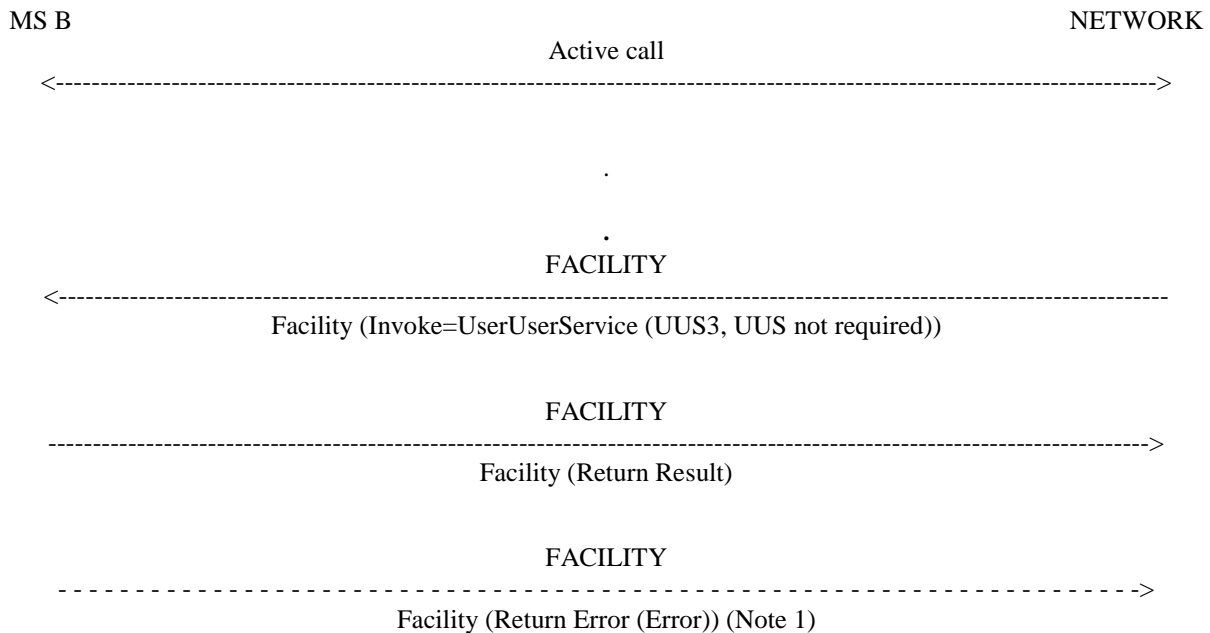 MS B NETWORK
Active call
<-------------------------------------------------------------------------------------------------------------------------->
.
.
FACILITY
<---------------------------------------------------------------------------------------------------------------------------
Facility (Invoke=UserUserService (UUS3, UUS not required))
FACILITY
-------------------------------------------------------------------------------------------------------------------------->
Facility (Return Result)
FACILITY
- - - - - - - - - - - - - - - - - - - - - - - - - - - - - - - - - - - - - - - - - - - - - - - - - - - - - - - - - - - - - - - - - - - - - - ->
Facility (Return Error (Error)) (Note 1)